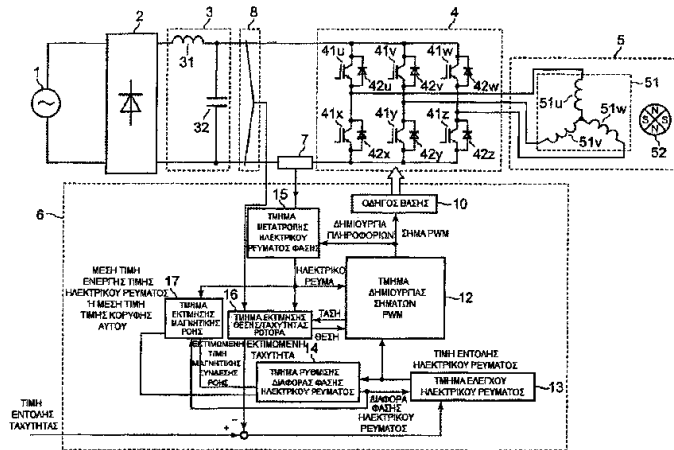 1
2
3
8
4
5
31
32
41u
41v
41w
42u
42v
42w
41x
41y
41z
42x
42y
42z
51
51u
51w
51v
N
S
S
N
52
7
6
15
ΤΜΗΜΑ
ΜΕΤΑΤΡΟΠΗΣ
ΗΛΕΚΤΡΙΚΟΥ
ΡΕΥΜΑΤΟΣ ΦΑΣΗΣ
ΔΗΜΙΟΥΡΓΙΑ
ΠΛΗΡΟΦΟΡΙΩΝ
ΟΔΗΓΟΣ ΒΑΣΗΣ
10
ΣΗΜΑ PWM
ΜΕΣΗ ΤΙΜΗ
ΕΝΕΡΓΗΣ ΤΙΜΗΣ
ΗΛΕΚΤΡΙΚΟΥ ΡΕΥΜΑΤΟΣ
Ή ΜΕΣΗ ΤΙΜΗ
ΤΙΜΗΣ ΚΟΡΥΦΗΣ
ΑΥΤΟΥ
17
ΤΜΗΜΑ
ΕΚΤΙΜΗΣΗΣ
ΜΑΓΝΗΤΙΚΗΣ
ΡΟΗΣ
16
ΗΛΕΚΤΡΙΚΟ
ΡΕΥΜΑ
ΤΜΗΜΑ ΕΚΤΙΜΗΣΗΣ
ΘΕΣΗΣ/ΤΑΧΥΤΗΤΑΣ
ΡΟΤΟΡΑ
ΤΑΣΗ
ΘΕΣΗ
ΤΜΗΜΑ
ΔΗΜΙΟΥΡΓΙΑΣ
ΣΗΜΑΤΩΝ
PWM
12
ΕΚΤΙΜΩΜΕΝΗ
ΤΙΜΗ
ΜΑΓΝΗΤΙΚΗΣ
ΣΥΝΔΕΣΗΣ
ΡΟΗΣ
ΕΚΤΙΜΩΜΕΝΗ
ΤΑΧΥΤΗΤΑ
14
ΤΜΗΜΑ ΡΥΘΜΙΣΗΣ
ΔΙΑΦΟΡΑΣ ΦΑΣΗΣ
ΗΛΕΚΤΡΙΚΟΥ ΡΕΥΜΑΤΟΣ
ΤΙΜΗ ΕΝΤΟΛΗΣ
ΗΛΕΚΤΡΙΚΟΥ ΡΕΥΜΑΤΟΣ
ΤΜΗΜΑ ΕΛΕΓΧΟΥ
ΗΛΕΚΤΡΙΚΟΥ ΡΕΥΜΑΤΟΣ
13
ΔΙΑΦΟΡΑ
ΦΑΣΗΣ
ΗΛΕΚΤΡΙΚΟΥ
ΡΕΥΜΑΤΟΣ
ΤΙΜΗ
ΕΝΤΟΛΗΣ
ΤΑΧΥΤΗΤΑΣ
+
−